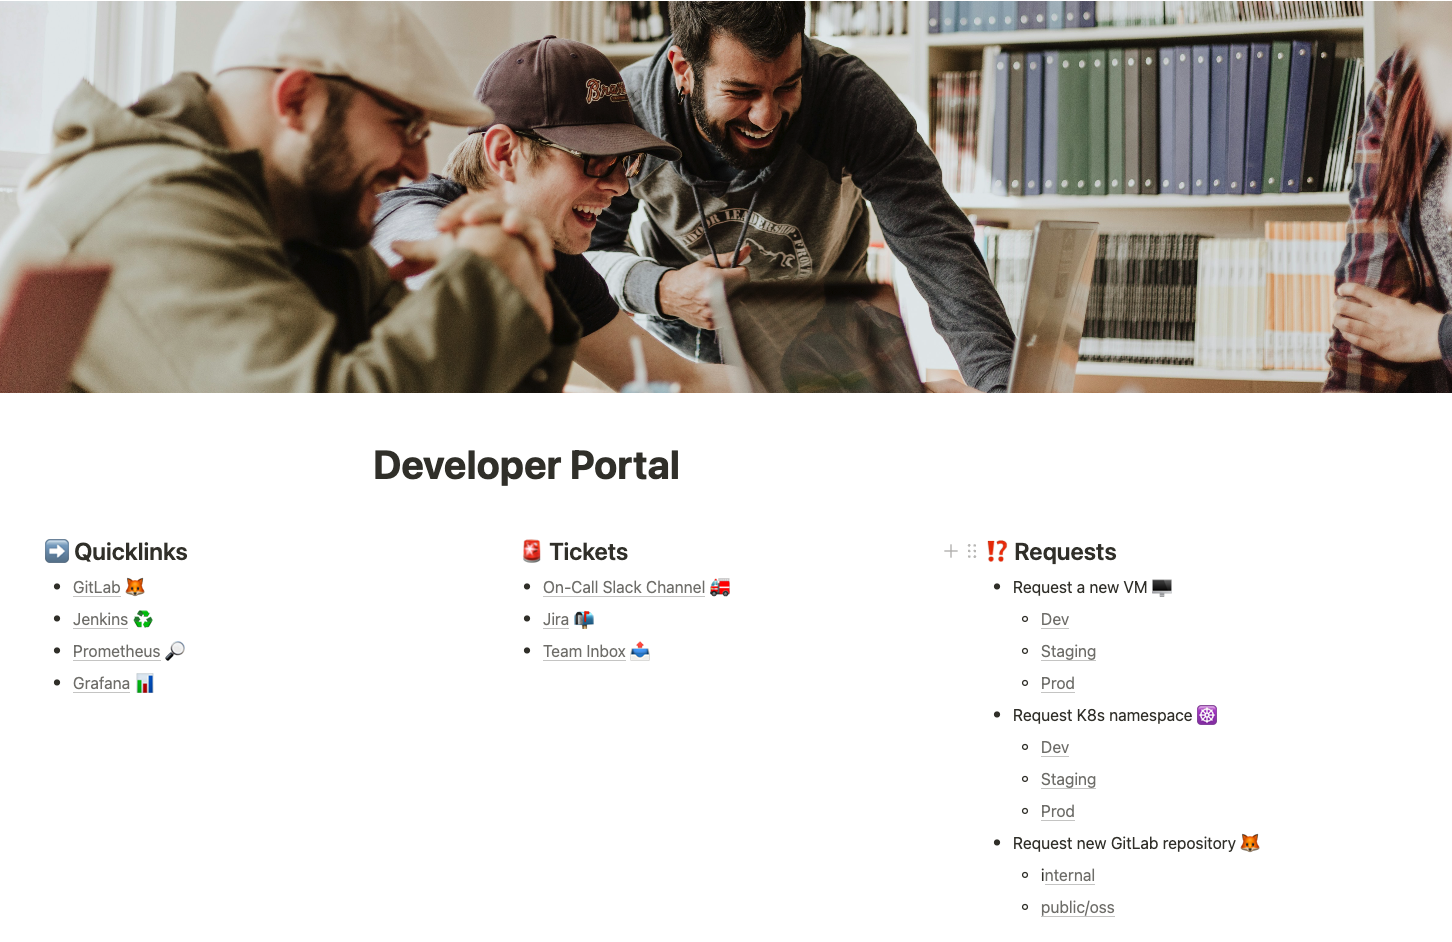 Developer Portal
➡️ Quicklinks
GitLab 🦊
Jenkins ♻️
Prometheus 🔎
Grafana 📊
🚨 Tickets
On-Call Slack Channel 🚒
Jira 📬
Team Inbox 📤
⁉️ Requests
Request a new VM 🖥️
Dev
Staging
Prod
Request K8s namespace ☸️
Dev
Staging
Prod
Request new GitLab repository 🦊
internal
public/oss
LEADERSHIP